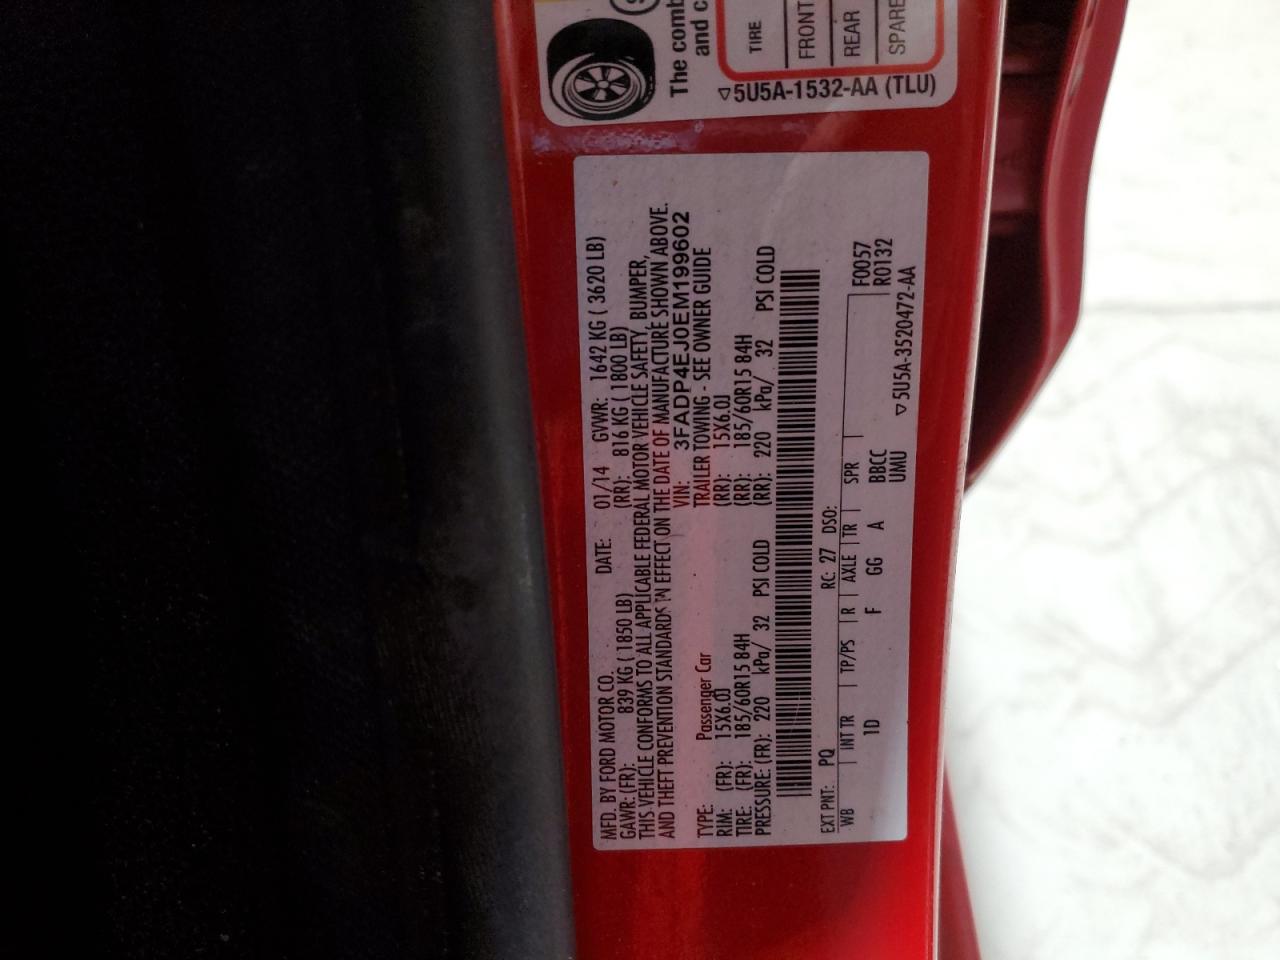 The comb
and c
TIRE
FRONT
REAR
SPARE
▽5U5A-1532-AA (TLU)
MFD. BY FORD MOTOR CO.
DATE: 01/14 GVWR: 1642 KG ( 3620 LB)
GAWR: (FR): 839 KG ( 1850 LB) (RR): 816 KG ( 1800 LB)
THIS VEHICLE CONFORMS TO ALL APPLICABLE FEDERAL MOTOR VEHICLE SAFETY, BUMPER,
AND THEFT PREVENTION STANDARDS IN EFFECT ON THE DATE OF MANUFACTURE SHOWN ABOVE.
VIN: 3FADP4EJ0EM199602
TYPE: Passenger Car TRAILER TOWING - SEE OWNER GUIDE
RIM: (FR): 15X6.0J (RR): 15X6.0J
TIRE: (FR): 185/60R15 84H (RR): 185/60R15 84H
PRESSURE: (FR): 220 kPa/ 32 PSI COLD (RR): 220 kPa/ 32 PSI COLD
EXT PNT: PQ RC: 27 DSO: F0057
WB INT TR TP/PS R AXLE TR SPR R0132
1D F GG A BBCC
UMU ▽5U5A-3520472-AA